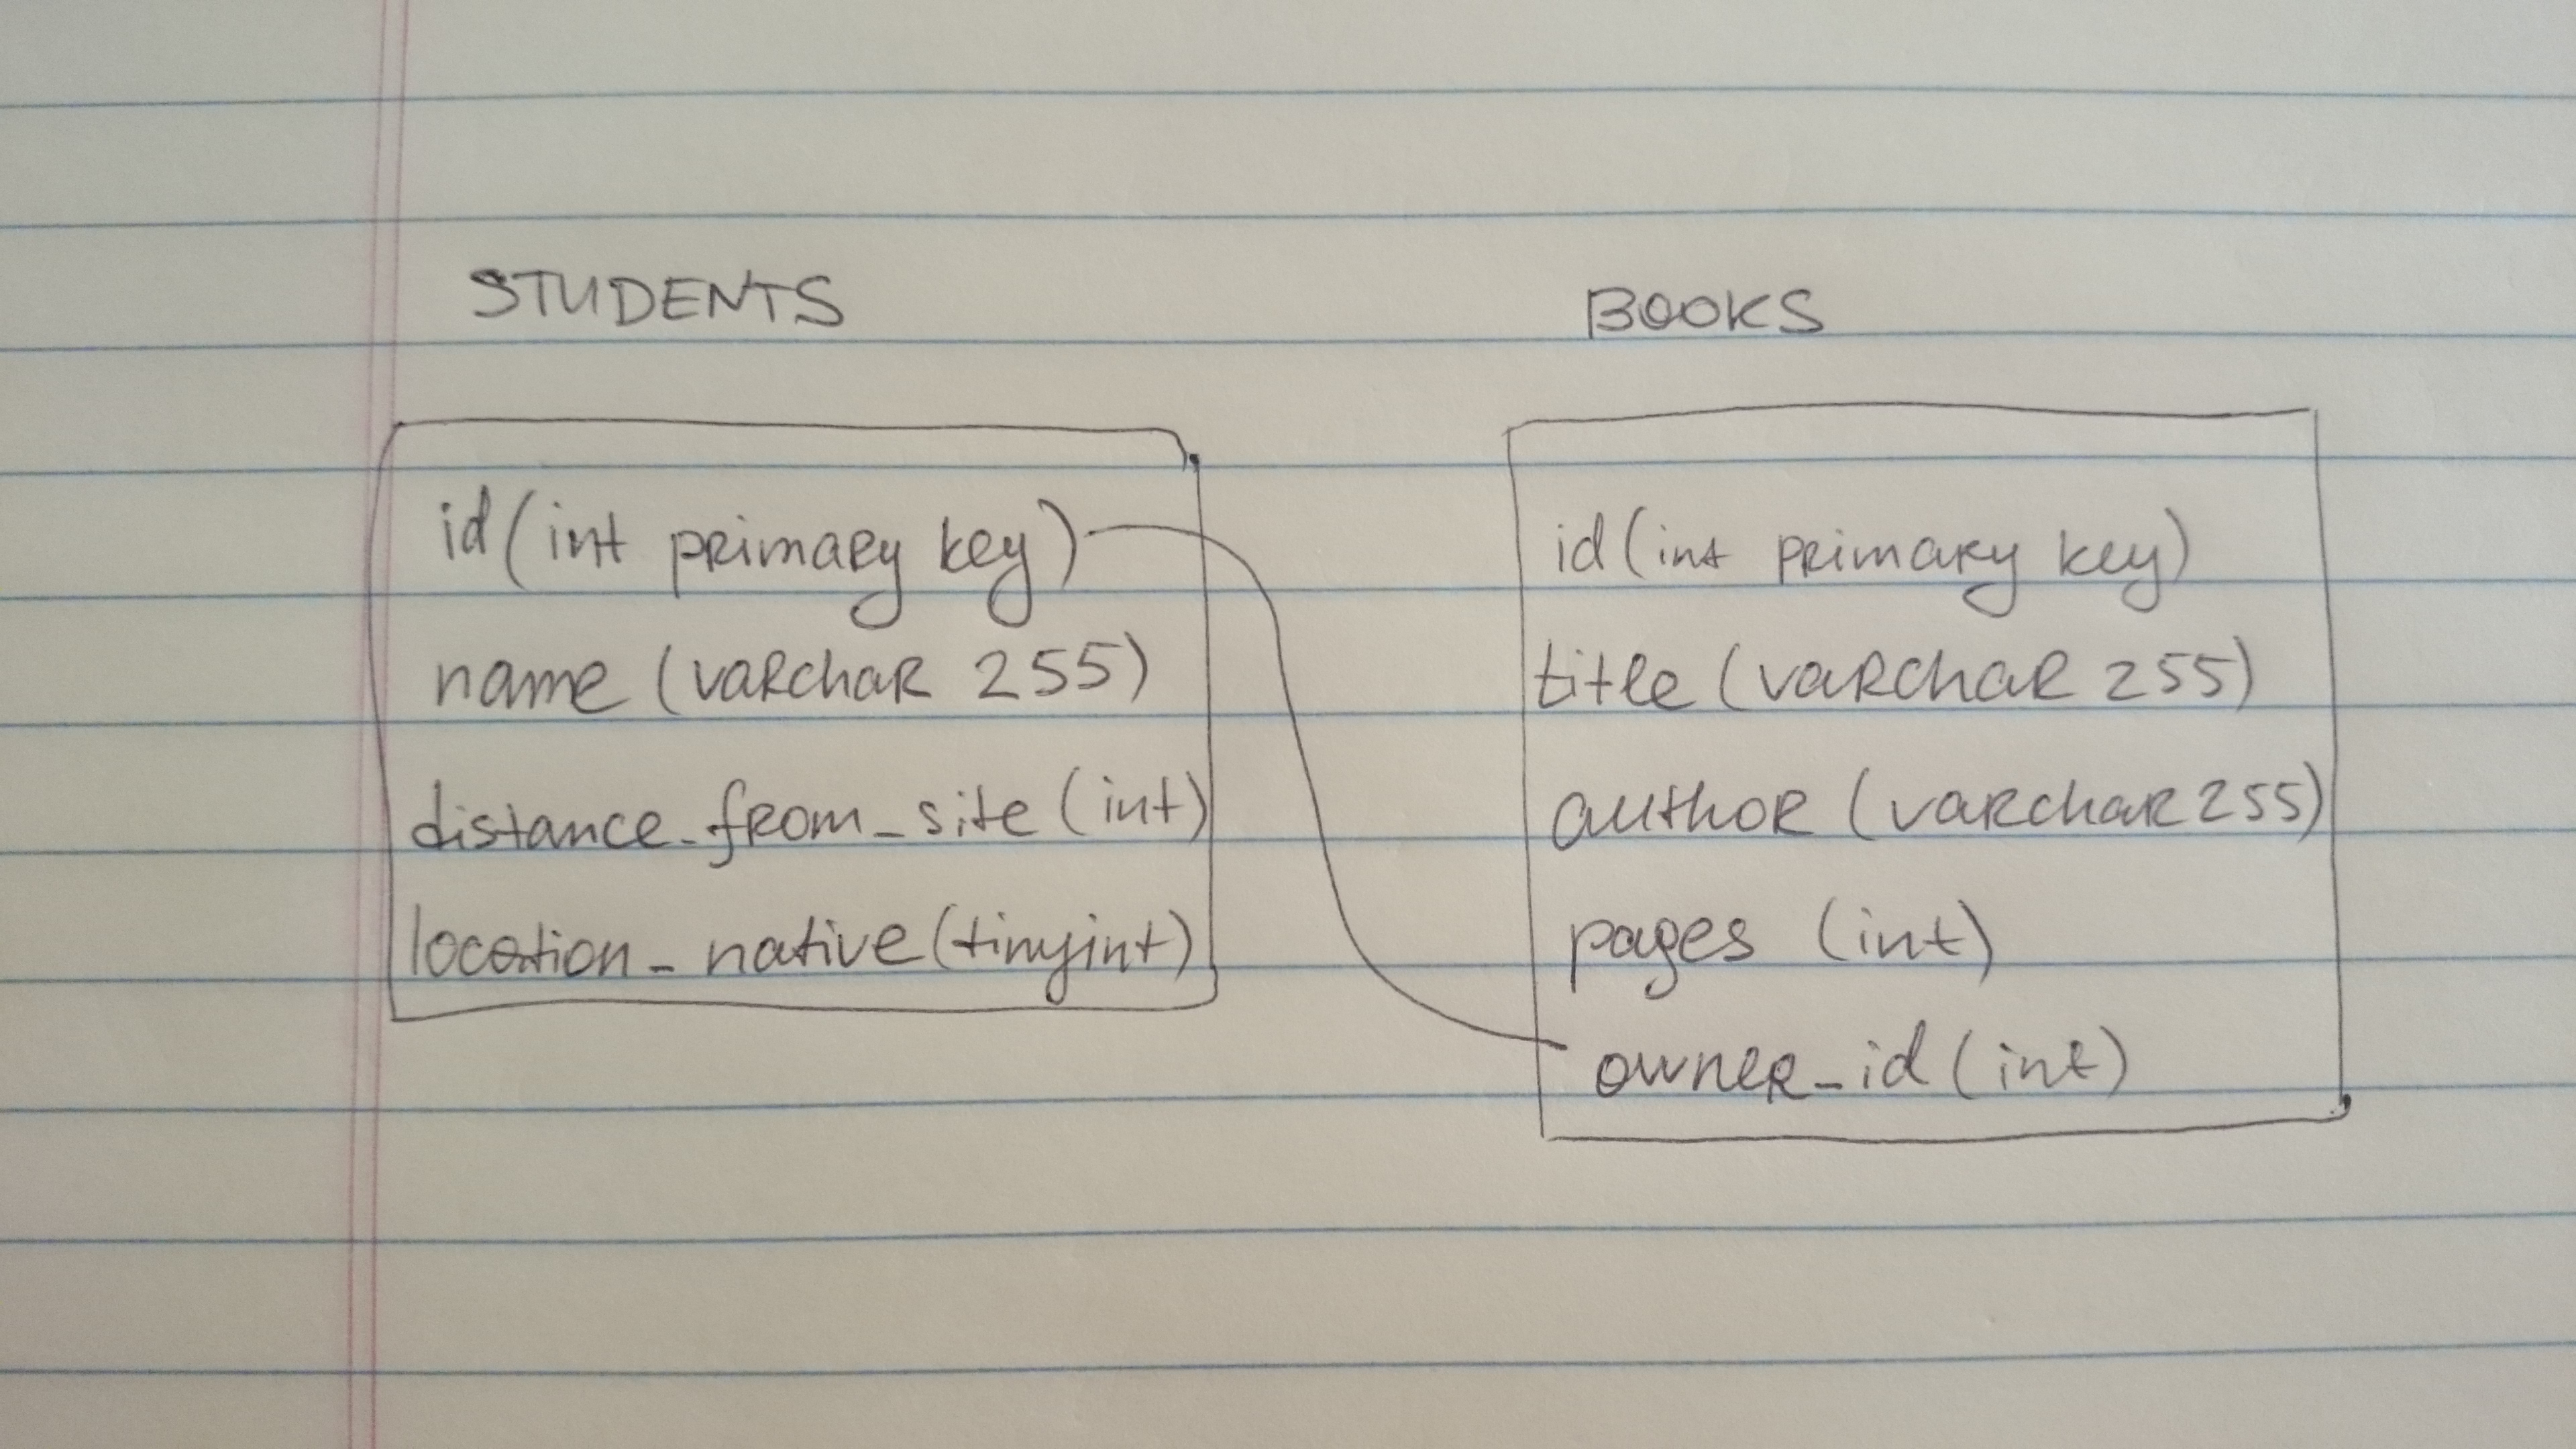 STUDENTS
id (int primary key)
name (varchar 255)
distance_from_site (int)
location_native (tinyint)
BOOKS
id (int primary key)
title (varchar 255)
author (varchar 255)
pages (int)
owner_id (int)